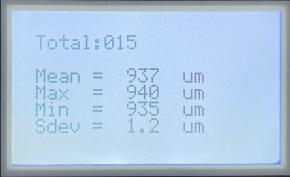 Total:015
Mean = 937 um
Max = 940 um
Min = 935 um
Sdev = 1.2 um